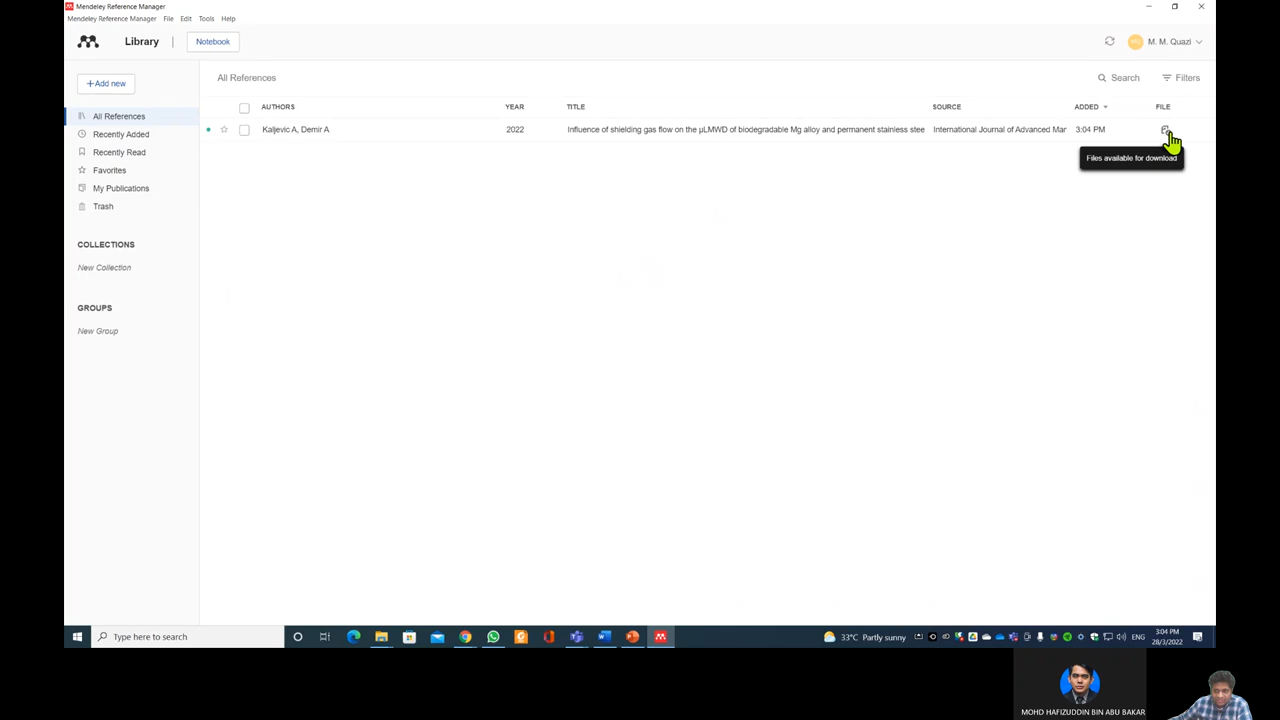 Mendeley Reference Manager
Mendeley Reference Manager File Edit Tools Help
Library Notebook M. M. Quazi
+Add new All References Search Filters
AUTHORS YEAR TITLE SOURCE ADDED FILE
All References
Kaljevic A, Demir A 2022 Influence of shielding gas flow on the µLMWD of biodegradable Mg alloy and permanent stainless stee International Journal of Advanced Mar 3:04 PM
Recently Added
Recently Read
Files available for download
Favorites
My Publications
Trash
COLLECTIONS
New Collection
GROUPS
New Group
Type here to search 33°C Partly sunny ENG 3:04 PM
28/3/2022
MOHD HAFIZUDDIN BIN ABU BAKAR